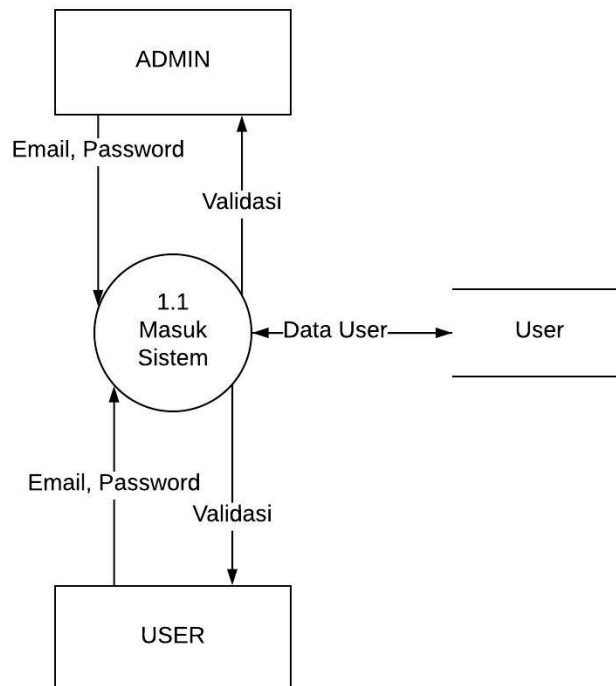 ADMIN
Email, Password
Validasi
1.1
Masuk
Sistem
Data User
User
Email, Password
Validasi
USER